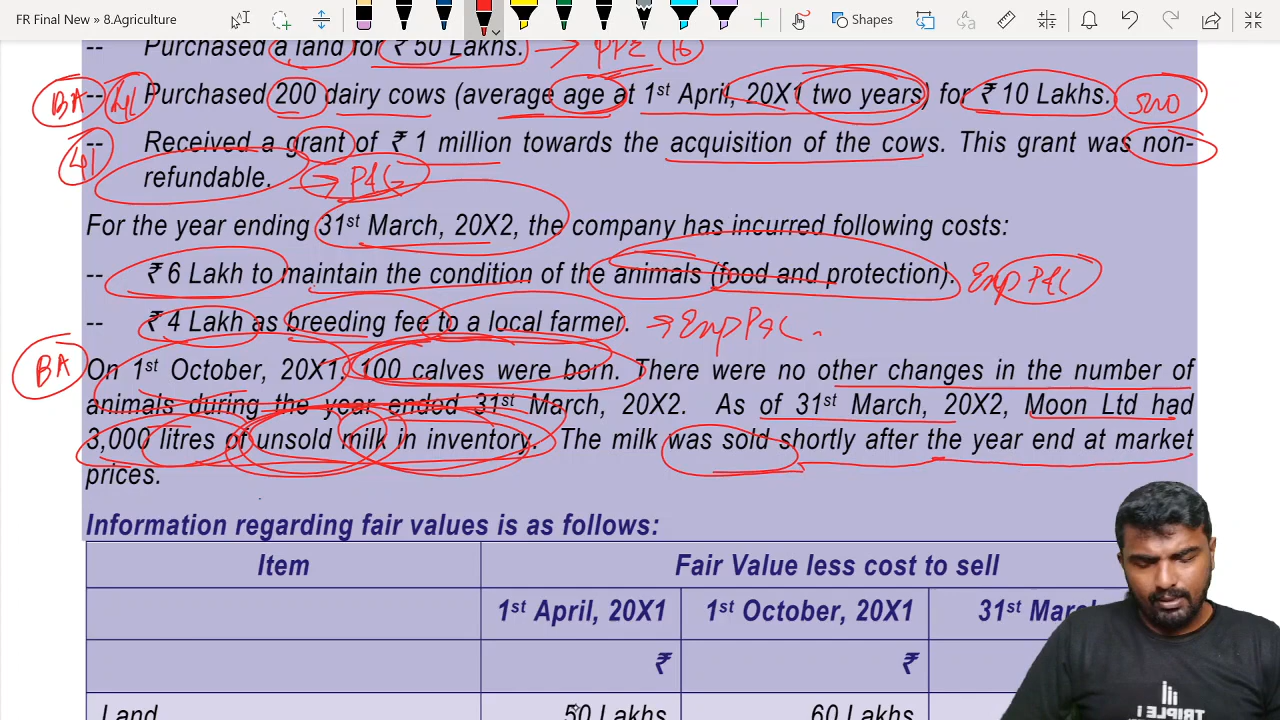 FR Final New » 8.Agriculture
Shapes
-- Purchased a land for ₹ 50 Lakhs. → PPE (16)
BA 41 -- Purchased 200 dairy cows (average age at 1st April, 20X1 two years) for ₹ 10 Lakhs. 5000
41 -- Received a grant of ₹ 1 million towards the acquisition of the cows. This grant was non-
refundable. → P&L
For the year ending 31st March, 20X2, the company has incurred following costs:
-- ₹ 6 Lakh to maintain the condition of the animals (food and protection). Exp P&L
-- ₹ 4 Lakh as breeding fee to a local farmer. → Exp P&L
BA On 1st October, 20X1, 100 calves were born. There were no other changes in the number of
animals during the year ended 31st March, 20X2. As of 31st March, 20X2, Moon Ltd had
3,000 litres of unsold milk in inventory. The milk was sold shortly after the year end at market
prices.
Information regarding fair values is as follows:
Item Fair Value less cost to sell
1st April, 20X1 1st October, 20X1 31st Mar
₹ ₹
Land 50 Lakhs 60 Lakhs
TRIPLE i